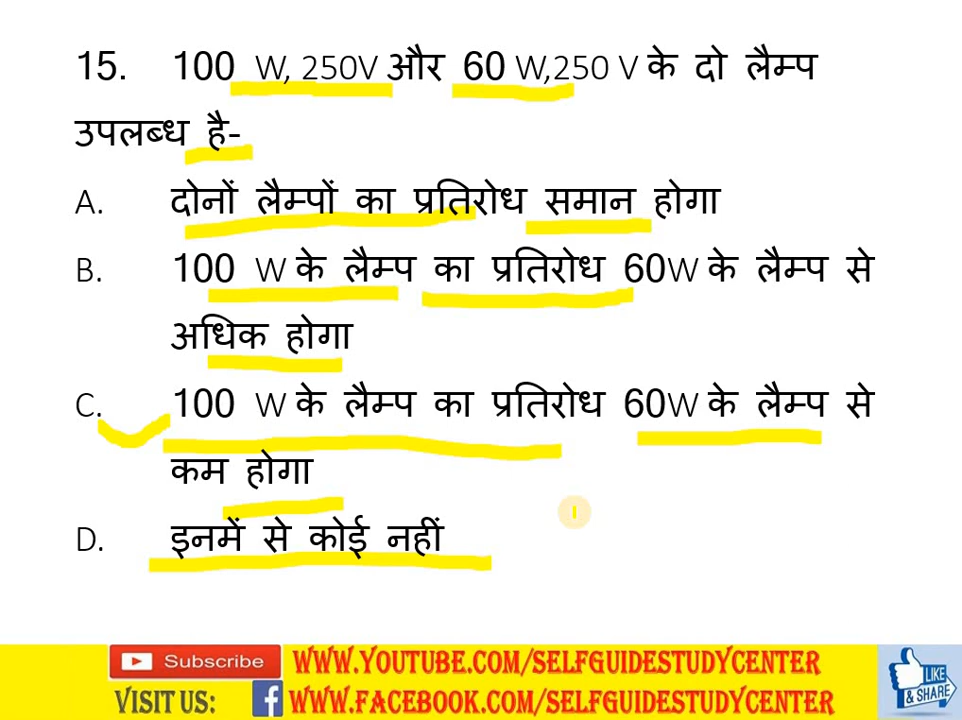 15. 100 W, 250V और 60 W,250 V के दो लैम्प
उपलब्ध है-
A. दोनों लैम्पों का प्रतिरोध समान होगा
B. 100 W के लैम्प का प्रतिरोध 60W के लैम्प से
अधिक होगा
C. 100 W के लैम्प का प्रतिरोध 60W के लैम्प से
कम होगा
D. इनमें से कोई नहीं
Subscribe WWW.YOUTUBE.COM/SELFGUIDESTUDYCENTER
VISIT US: f WWW.FACEBOOK.COM/SELFGUIDESTUDYCENTER
LIKE
& SHARE